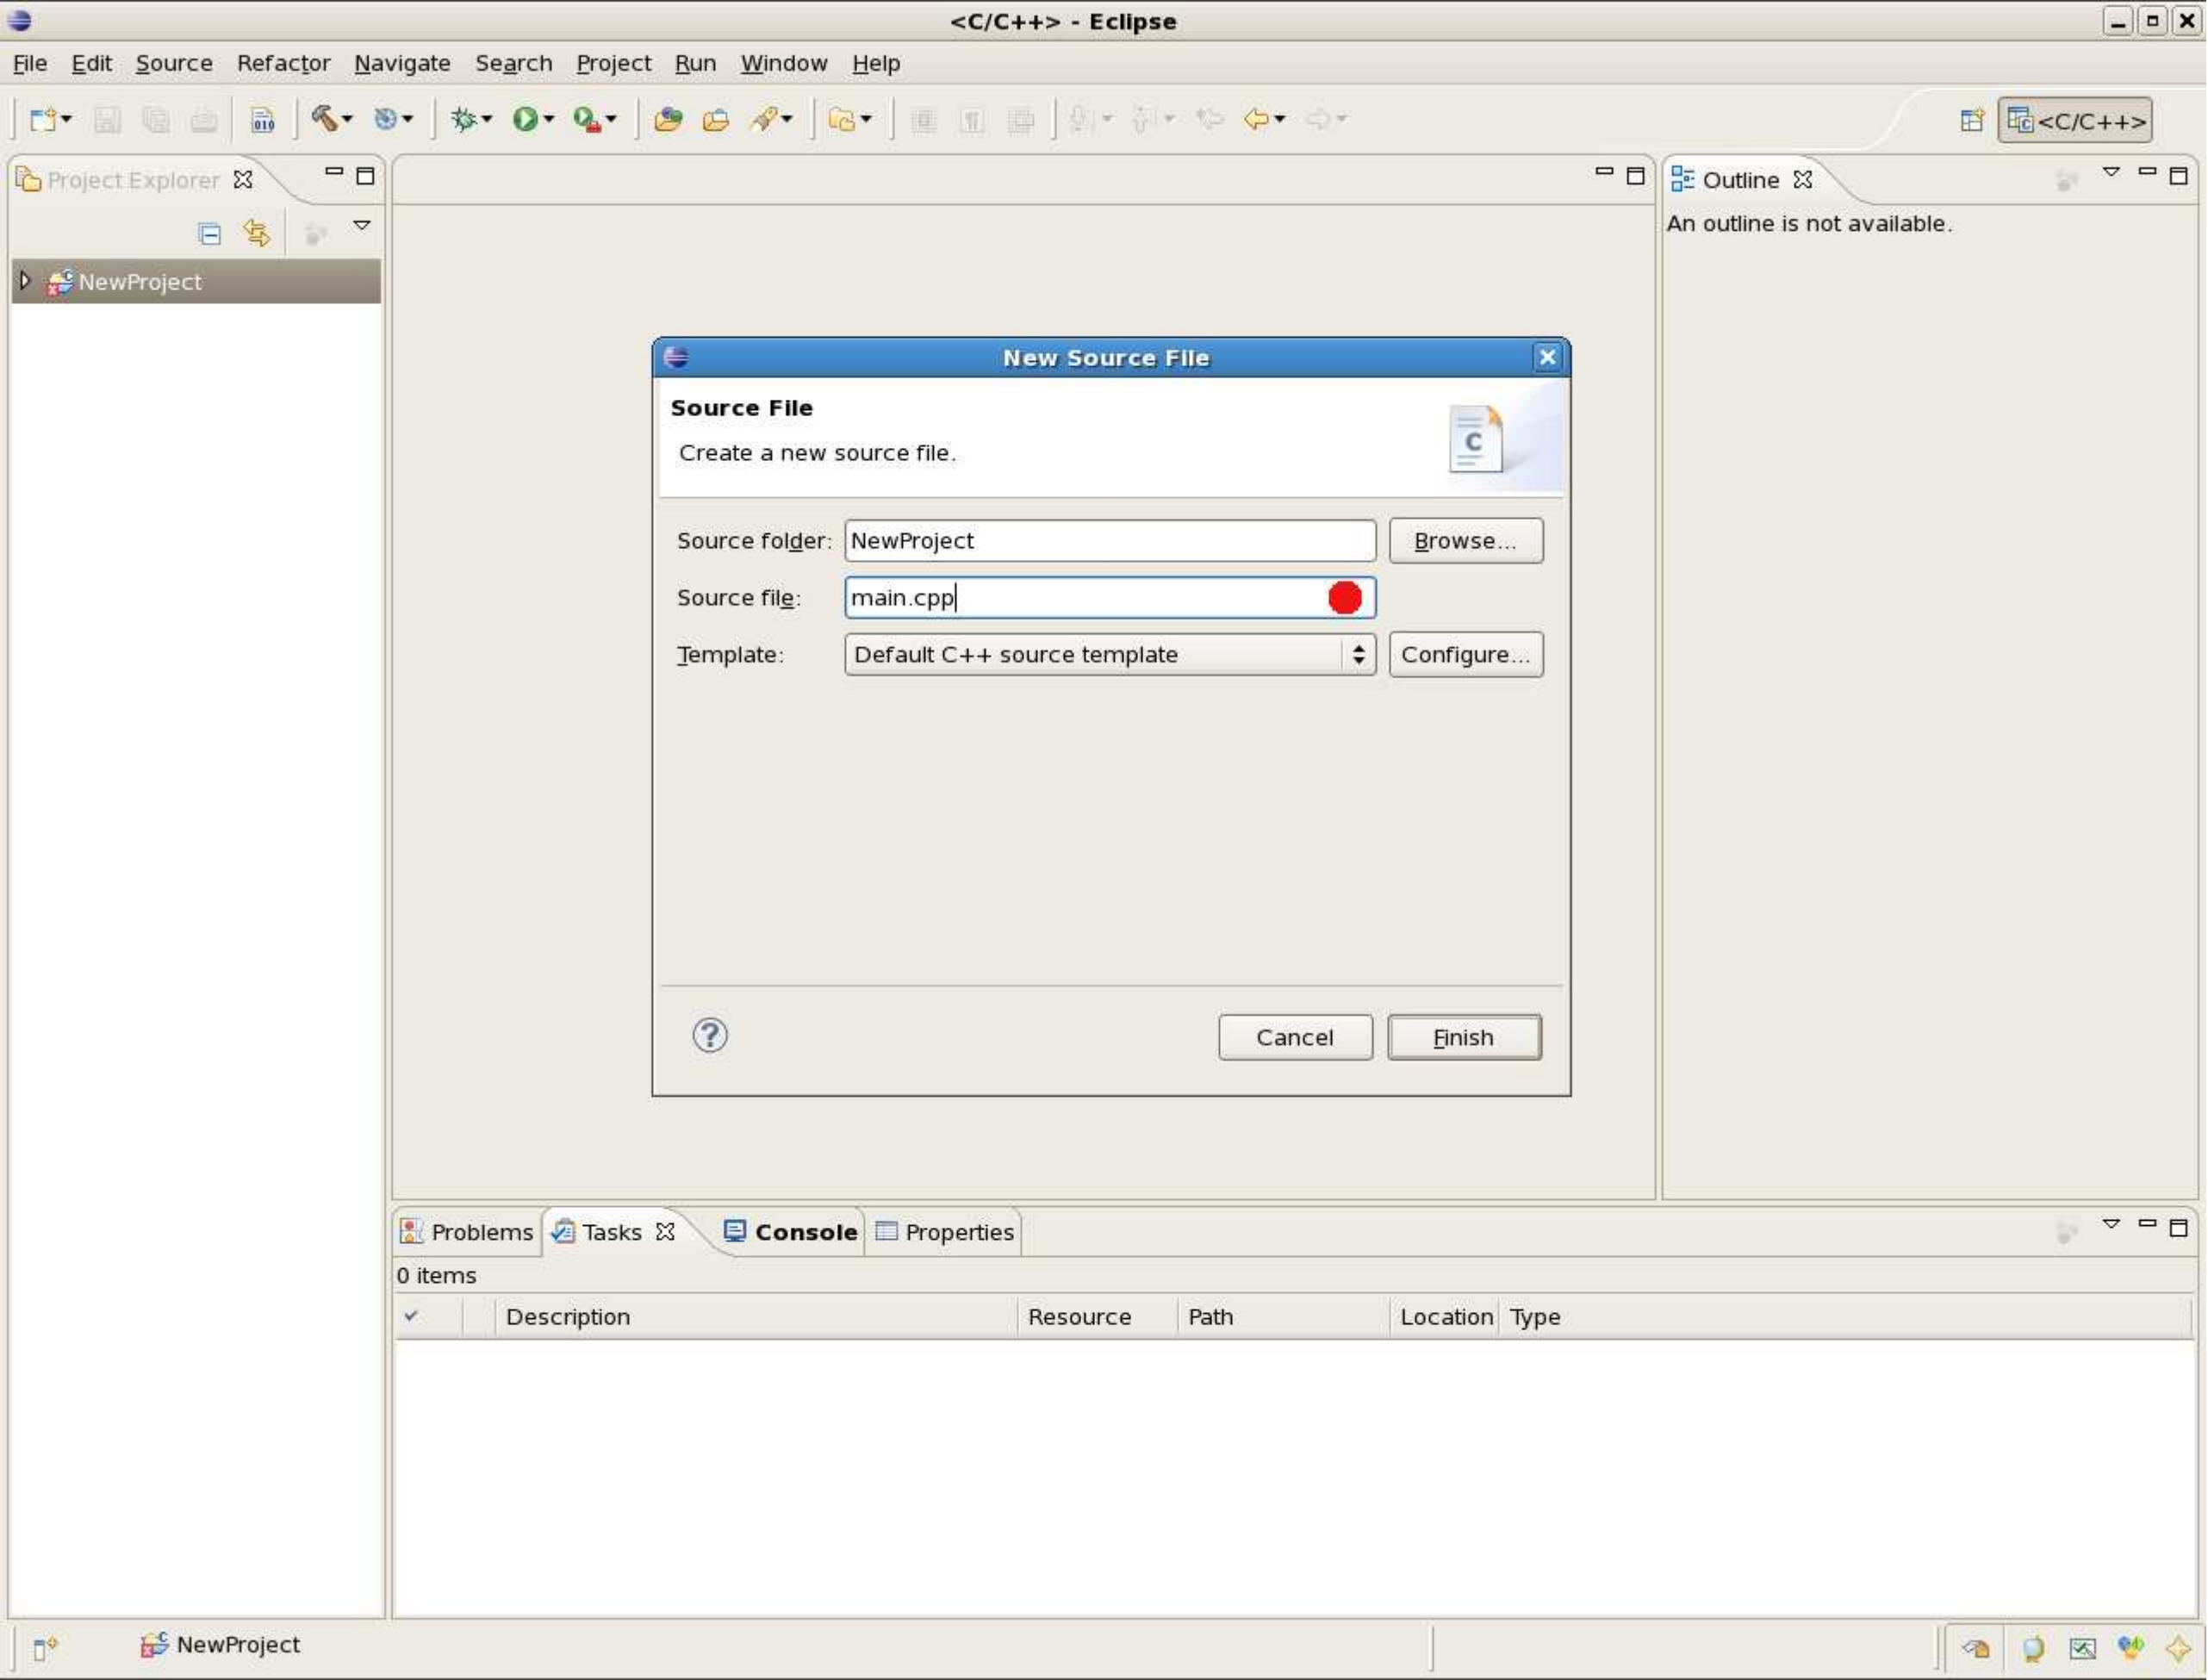 <C/C++> - Eclipse
File Edit Source Refactor Navigate Search Project Run Window Help
<C/C++>
Project Explorer
Outline
An outline is not available.
NewProject
New Source File
Source File
Create a new source file.
C
Source folder: NewProject Browse...
Source file: main.cpp
Template: Default C++ source template Configure...
? Cancel Finish
Problems Tasks Console Properties
0 items
Description Resource Path Location Type
NewProject